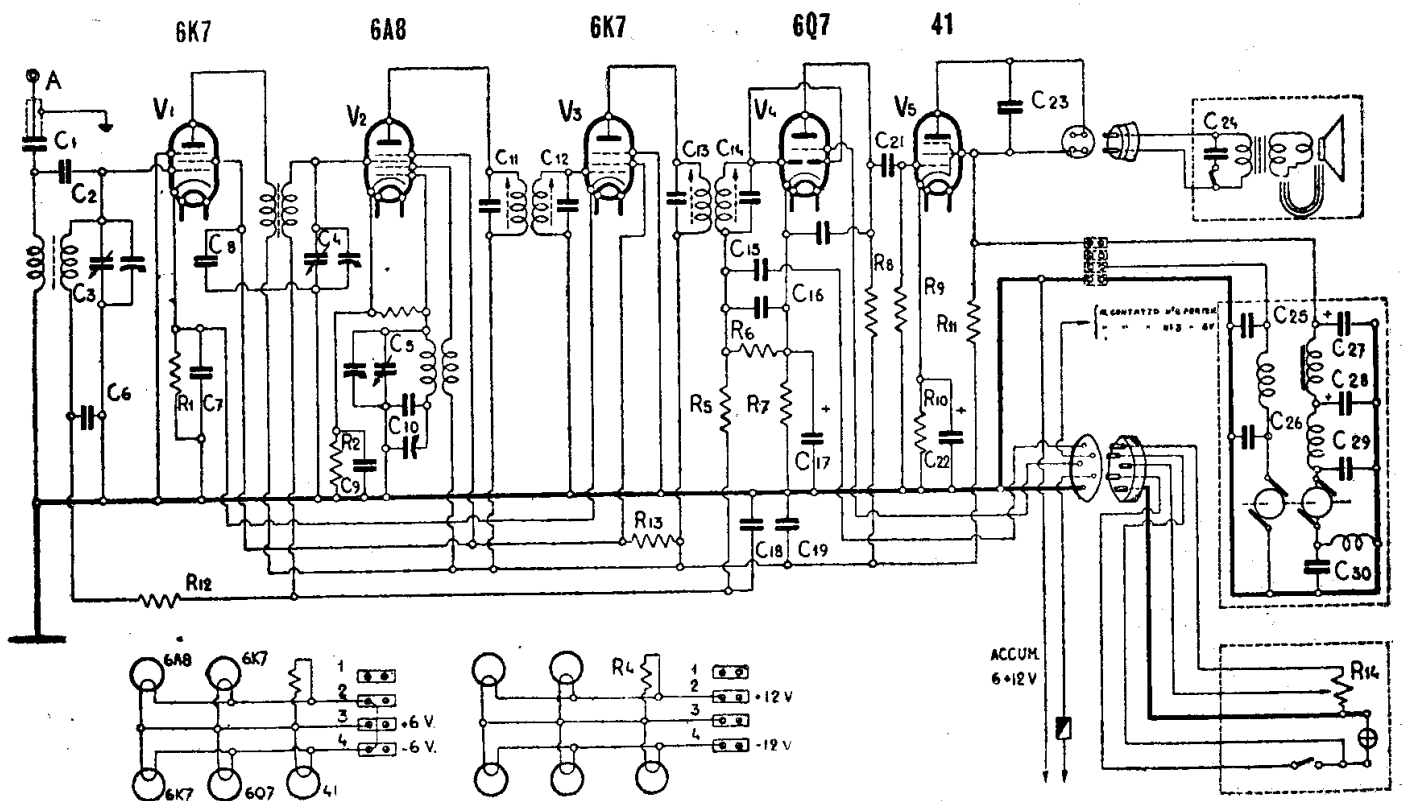 6K7 6A8 6K7 6Q7 41
A
V1 V2 V3 V4 V5
C1
C2
C3
C4
C5
C6
R1 C7
C8
R2
C9
C10
C11 C12
C13 C14
C15
C16
R5
R6
R7
C17
C18 C19
C21
R8
R9
R10
C22
R11
C23
C24
R12
R13
C25
C26
C27
C28
C29
C30
R14
ACCUM.
6÷12V
6A8 6K7
1
2
3 +6 V.
4 -6 V.
6K7 6Q7 41
R4
1
2 +12 V
3
4 -12 V